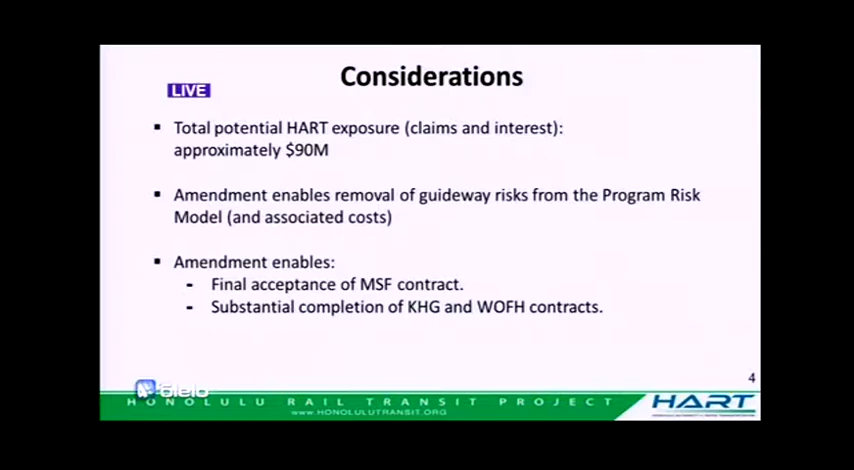 Considerations
LIVE
▪ Total potential HART exposure (claims and interest):
approximately $90M
▪ Amendment enables removal of guideway risks from the Program Risk
Model (and associated costs)
▪ Amendment enables:
- Final acceptance of MSF contract.
- Substantial completion of KHG and WOFH contracts.
4
ʻōlelo
HONOLULU RAIL TRANSIT PROJECT
www.HONOLULUTRANSIT.ORG
HART